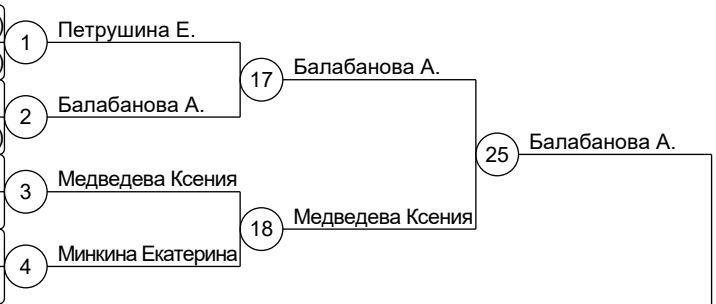 1
Петрушина Е.
17
Балабанова А.
2
Балабанова А.
25
Балабанова А.
3
Медведева Ксения
18
Медведева Ксения
4
Минкина Екатерина